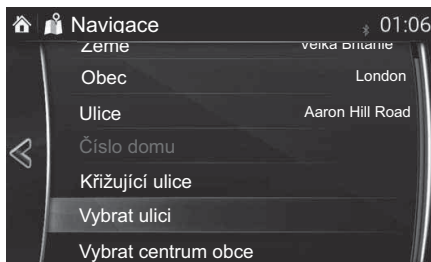 Navigace 01:06
Země Velká Británie
Obec London
Ulice Aaron Hill Road
Číslo domu
Křižující ulice
Vybrat ulici
Vybrat centrum obce